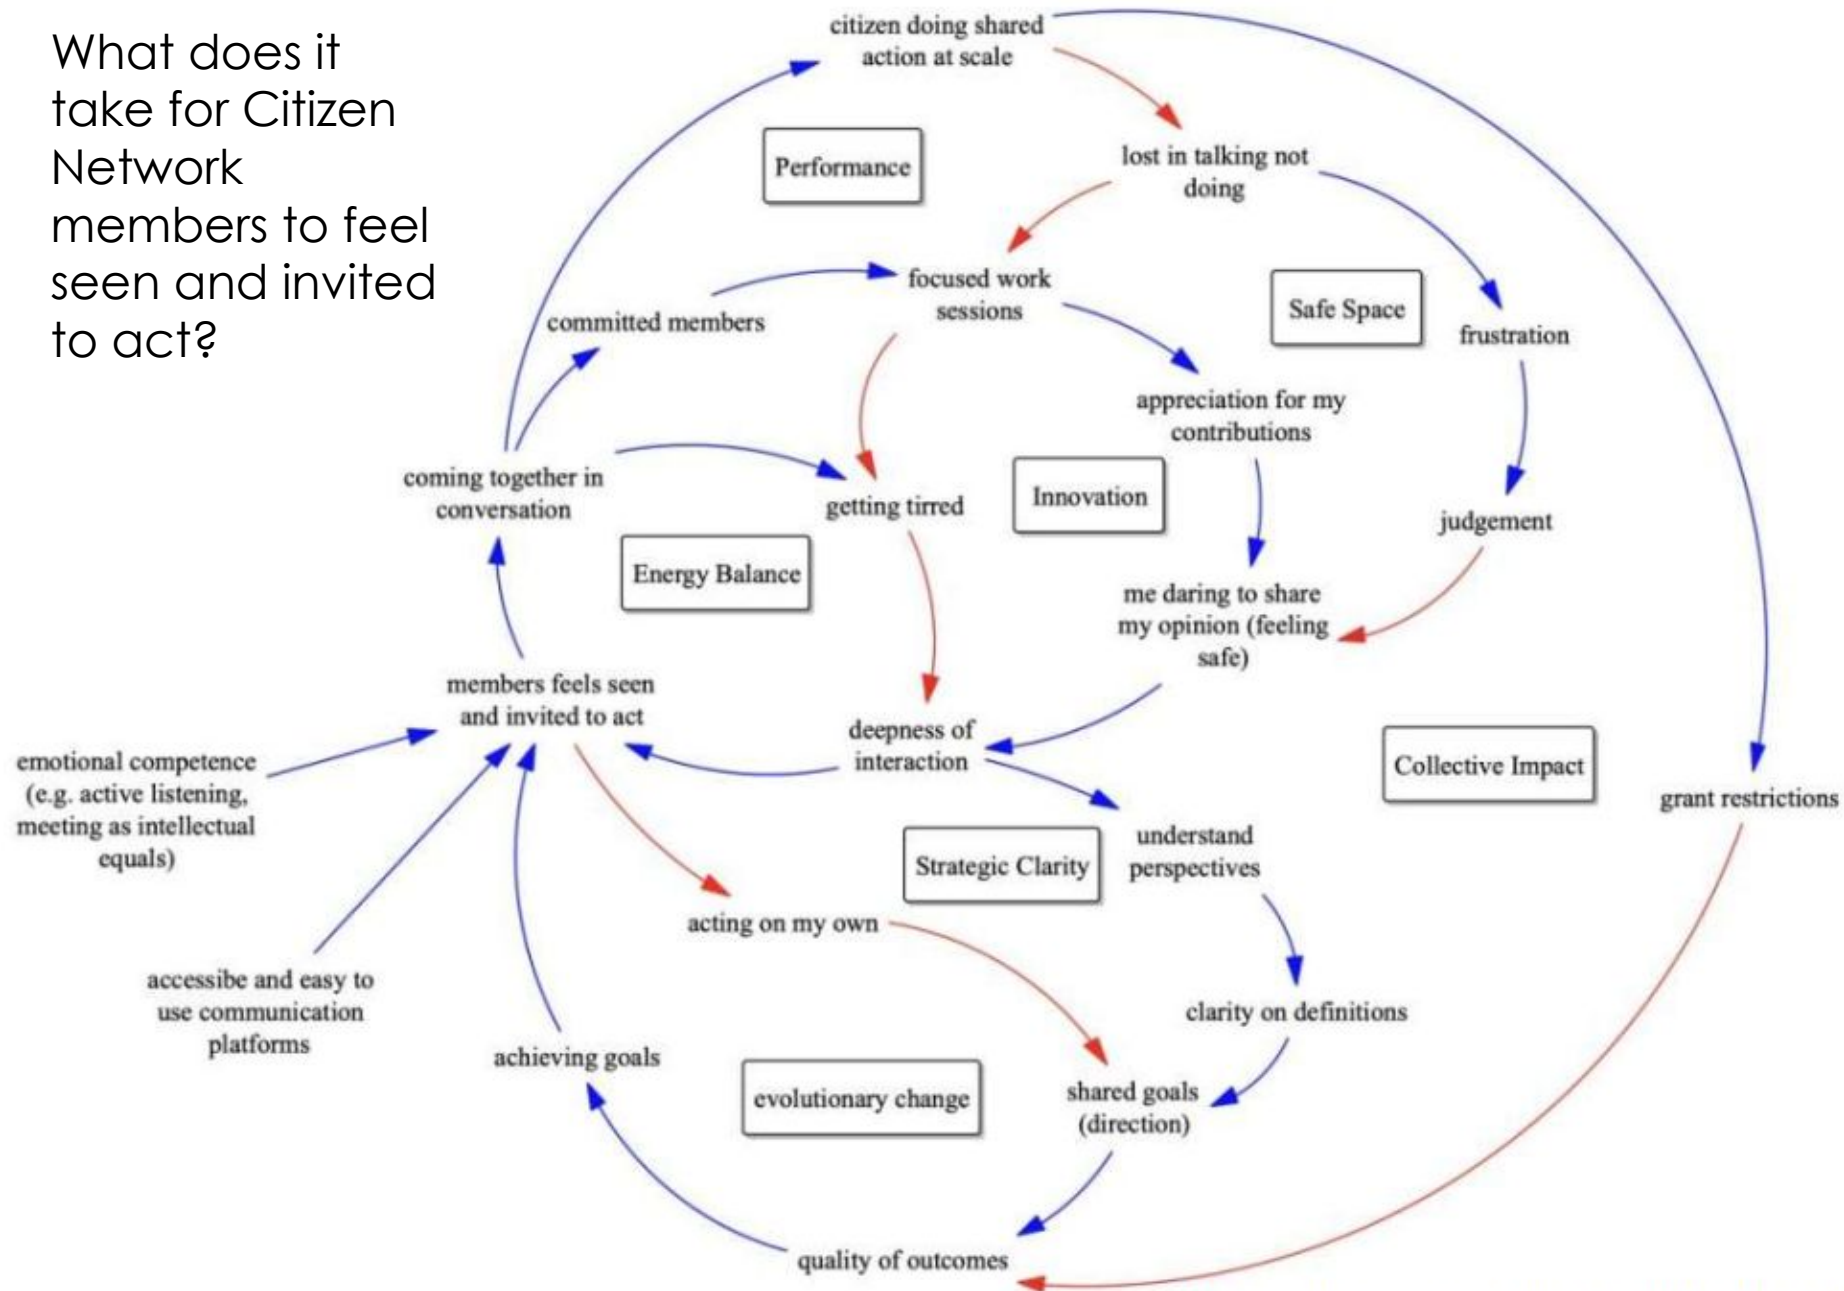 What does it
take for Citizen
Network
members to feel
seen and invited
to act?
citizen doing shared
action at scale
Performance
lost in talking not
doing
focused work
sessions
Safe Space
committed members
frustration
appreciation for my
contributions
coming together in
conversation
getting tirred
Innovation
judgement
Energy Balance
me daring to share
my opinion (feeling
safe)
members feels seen
and invited to act
deepness of
interaction
Collective Impact
emotional competence
(e.g. active listening,
meeting as intellectual
equals)
grant restrictions
understand
perspectives
Strategic Clarity
acting on my own
accessibe and easy to
use communication
platforms
clarity on definitions
achieving goals
evolutionary change
shared goals
(direction)
quality of outcomes